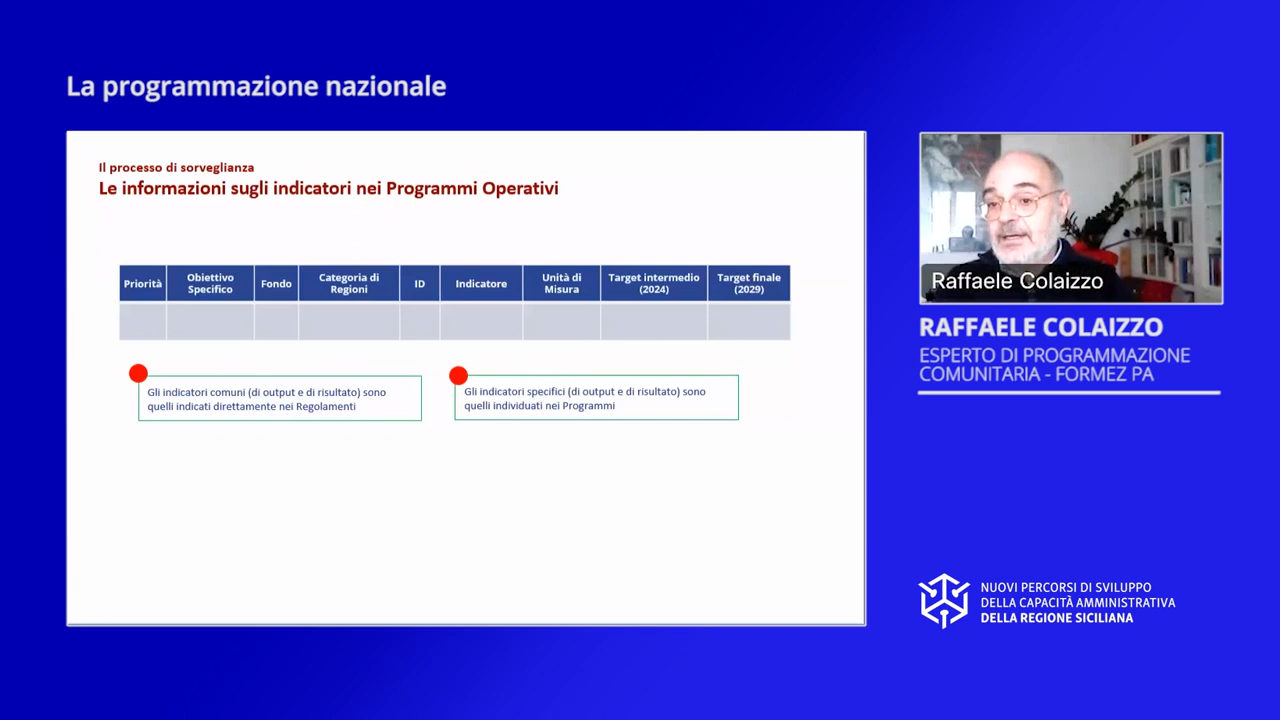 La programmazione nazionale
Il processo di sorveglianza
Le informazioni sugli indicatori nei Programmi Operativi
Priorità
Obiettivo
Specifico
Fondo
Categoria di
Regioni
ID
Indicatore
Unità di
Misura
Target intermedio
(2024)
Target finale
(2029)
Gli indicatori comuni (di output e di risultato) sono
quelli indicati direttamente nei Regolamenti
Gli indicatori specifici (di output e di risultato) sono
quelli individuati nei Programmi
Raffaele Colaizzo
RAFFAELE COLAIZZO
ESPERTO DI PROGRAMMAZIONE
COMUNITARIA - FORMEZ PA
NUOVI PERCORSI DI SVILUPPO
DELLA CAPACITÀ AMMINISTRATIVA
DELLA REGIONE SICILIANA